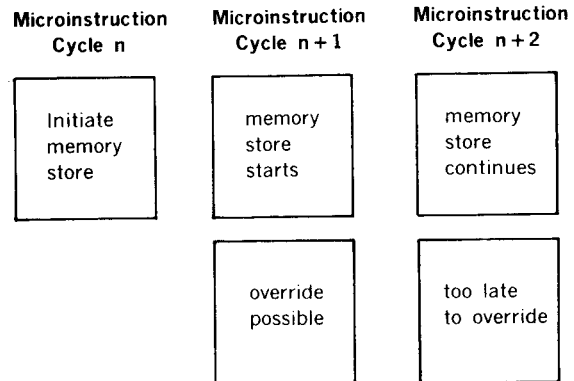 Microinstruction
Cycle n
Microinstruction
Cycle n + 1
Microinstruction
Cycle n + 2
Initiate
memory
store
memory
store
starts
memory
store
continues
override
possible
too late
to override